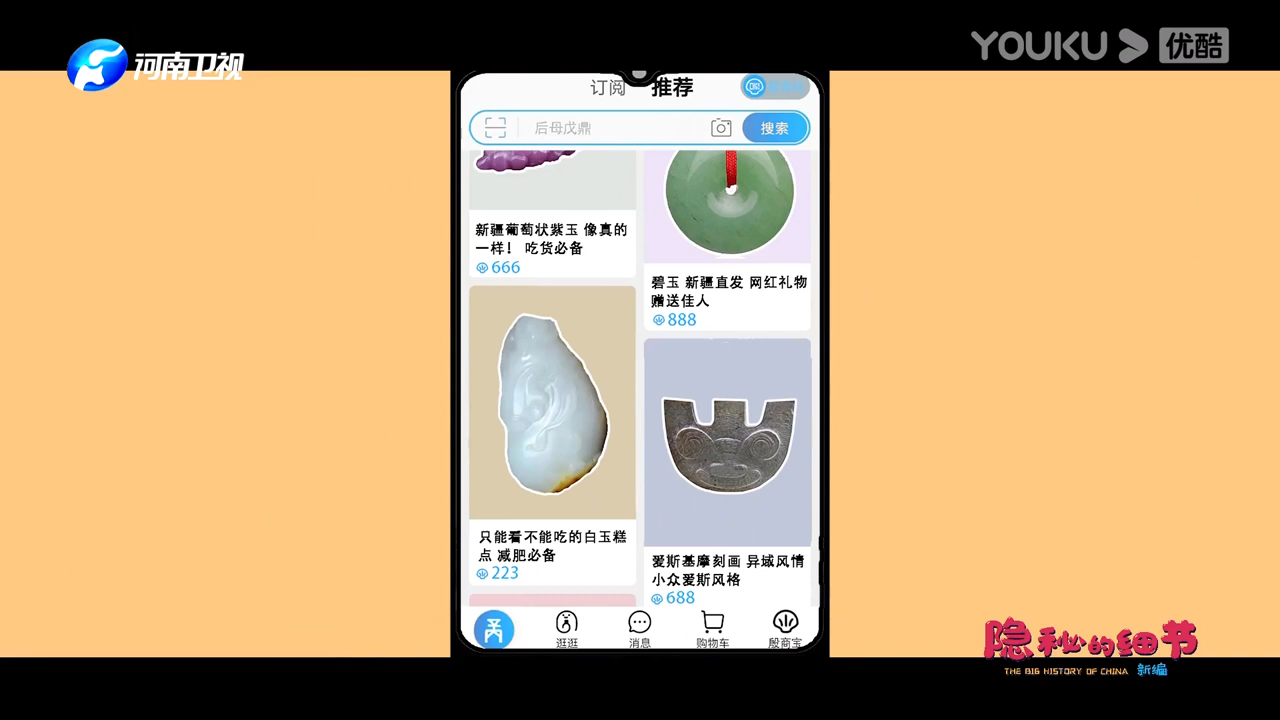 河南卫视
YOUKU 优酷
订阅 推荐
后母戊鼎
搜索
新疆葡萄状紫玉 像真的
一样! 吃货必备
666
碧玉 新疆直发 网红礼物
赠送佳人
888
只能看不能吃的白玉糕
点 减肥必备
223
爱斯基摩刻画 异域风情
小众爱斯风格
688
逛逛
消息
购物车
殷商宝
隐秘的细节
THE BIG HISTORY OF CHINA 新编